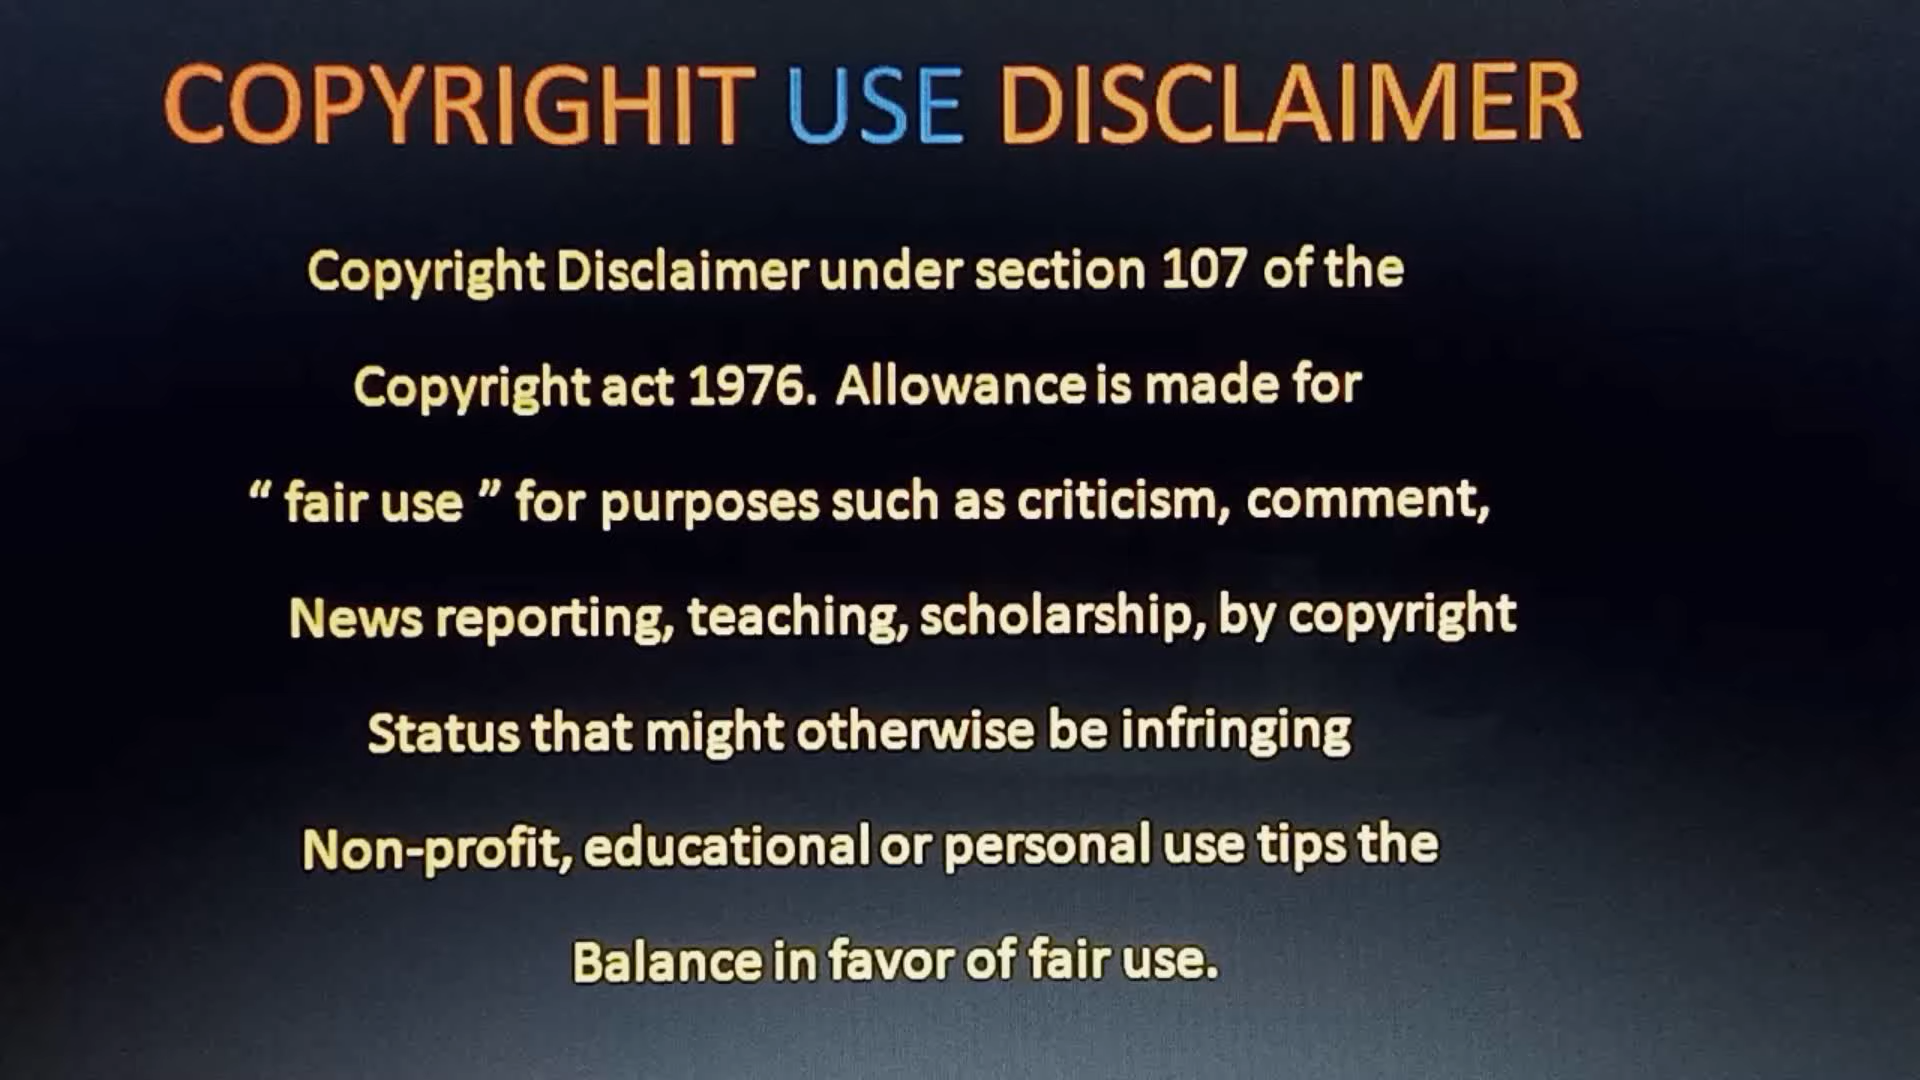 COPYRIGHIT USE DISCLAIMER
Copyright Disclaimer under section 107 of the
Copyright act 1976. Allowance is made for
“ fair use ” for purposes such as criticism, comment,
News reporting, teaching, scholarship, by copyright
Status that might otherwise be infringing
Non-profit, educational or personal use tips the
Balance in favor of fair use.